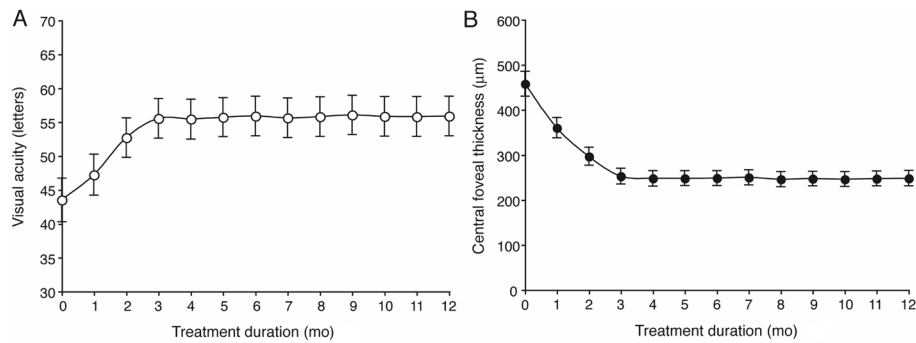 A
70
65
60
55
50
45
40
35
30
Visual acuity (letters)
0 1 2 3 4 5 6 7 8 9 10 11 12
Treatment duration (mo)
B
600
500
400
300
200
100
0
Central foveal thickness (μm)
0 1 2 3 4 5 6 7 8 9 10 11 12
Treatment duration (mo)